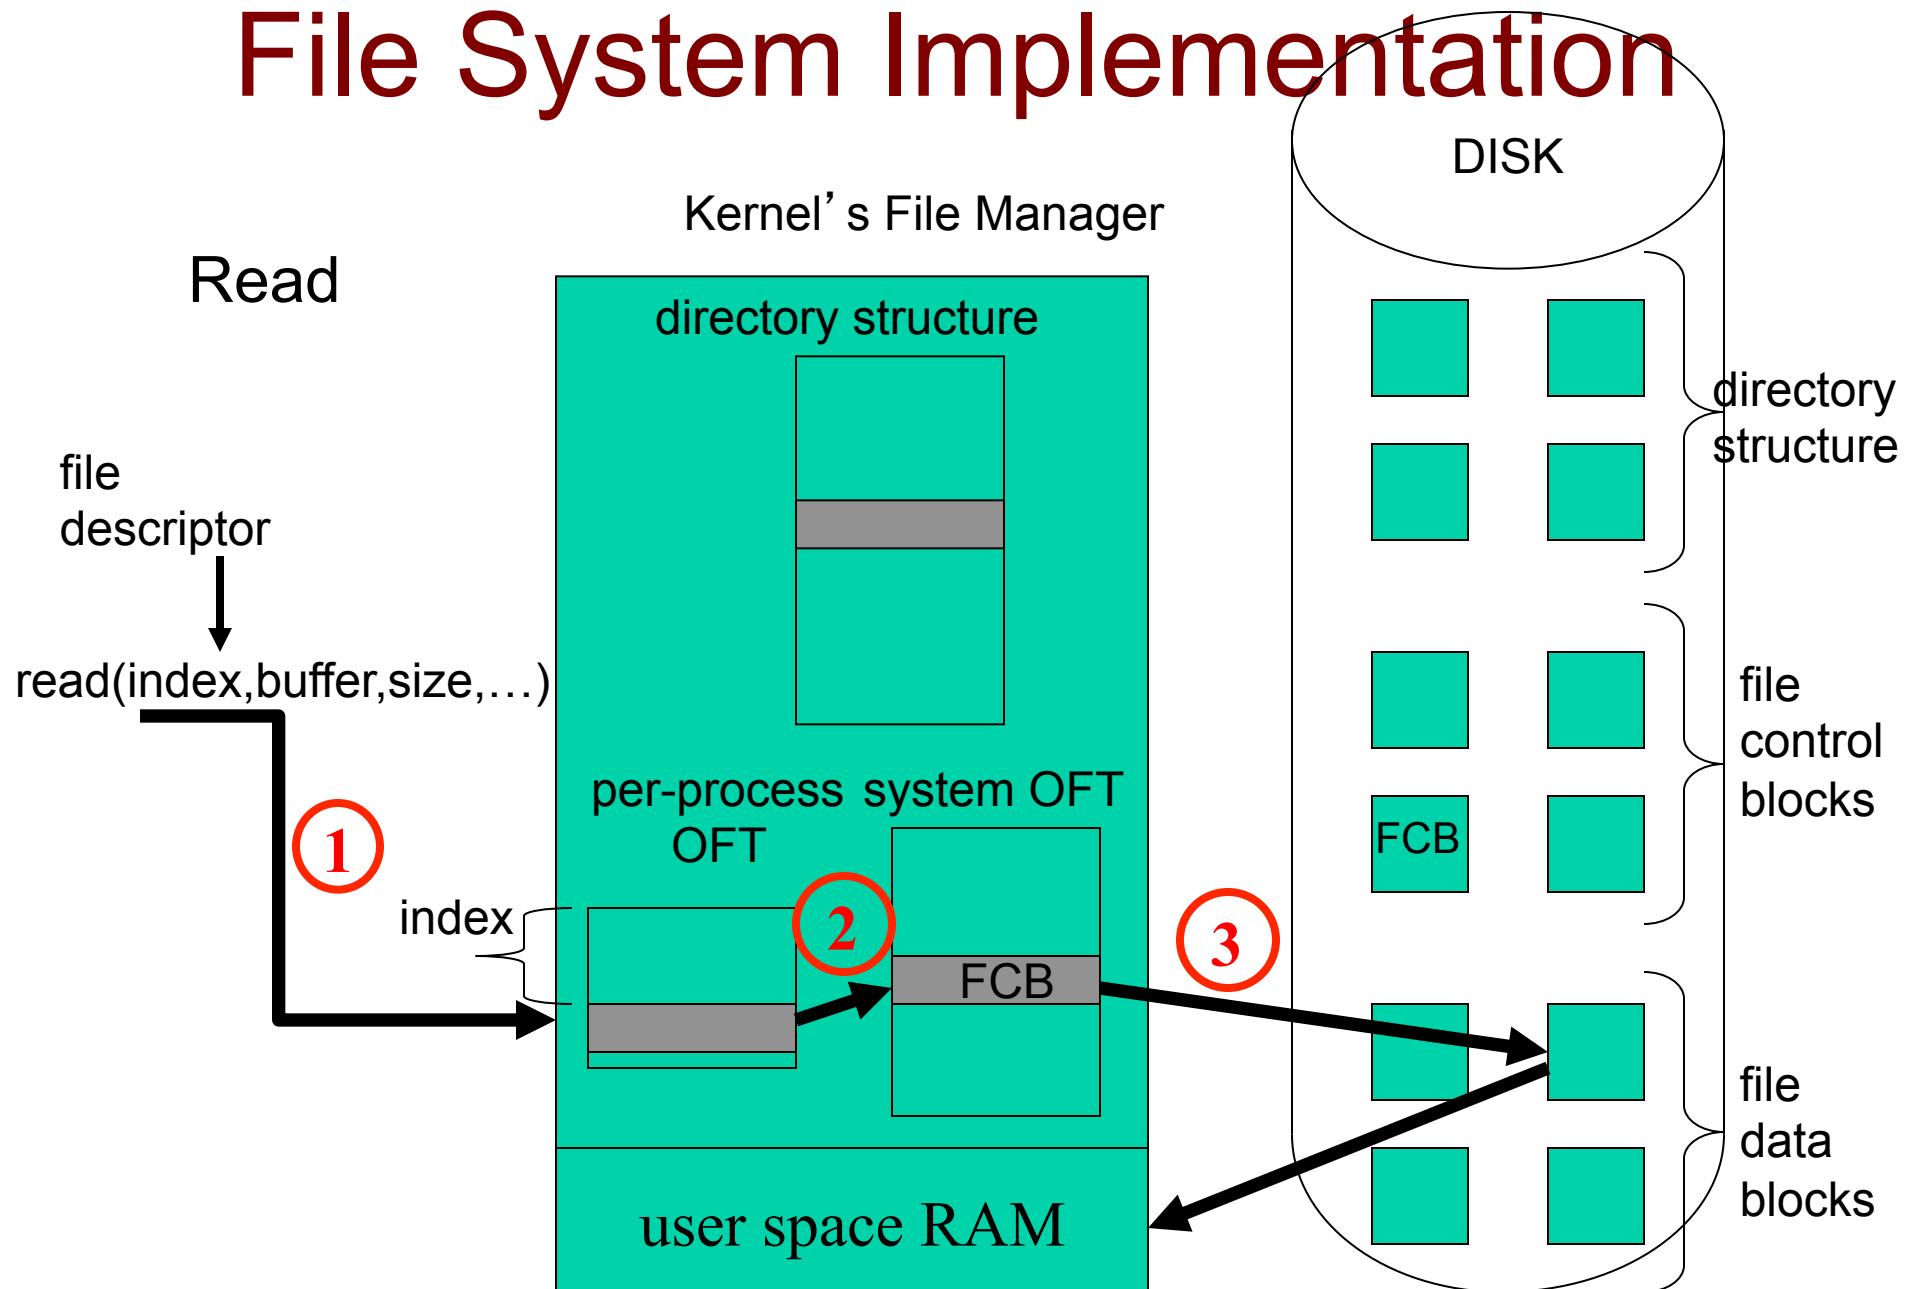 File System Implementation
DISK
Kernel’s File Manager
Read
directory structure
directory
structure
file
descriptor
read(index,buffer,size,…)
file
control
blocks
per-process
OFT
system OFT
FCB
1
index
2
3
FCB
file
data
blocks
user space RAM